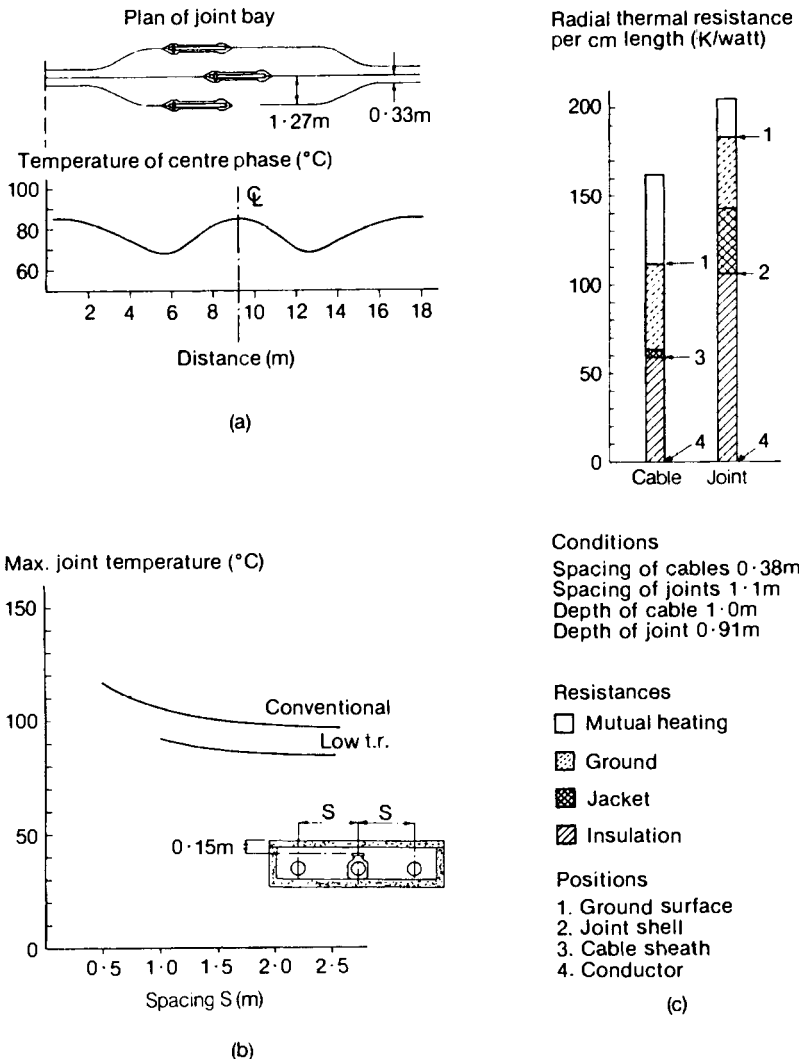 Plan of joint bay
1·27m
0·33m
Temperature of centre phase (°C)
100
80
60
℄
2 4 6 8 10 12 14 16 18
Distance (m)
(a)
Max. joint temperature (°C)
150
100
50
0
Conventional
Low t.r.
S S
0·15m
0·5 1·0 1·5 2·0 2·5
Spacing S (m)
(b)
Radial thermal resistance
per cm length (K/watt)
200
150
100
50
0
1
3
4
1
2
4
Cable Joint
Conditions
Spacing of cables 0·38m
Spacing of joints 1·1m
Depth of cable 1·0m
Depth of joint 0·91m
Resistances
Mutual heating
Ground
Jacket
Insulation
Positions
1. Ground surface
2. Joint shell
3. Cable sheath
4. Conductor
(c)